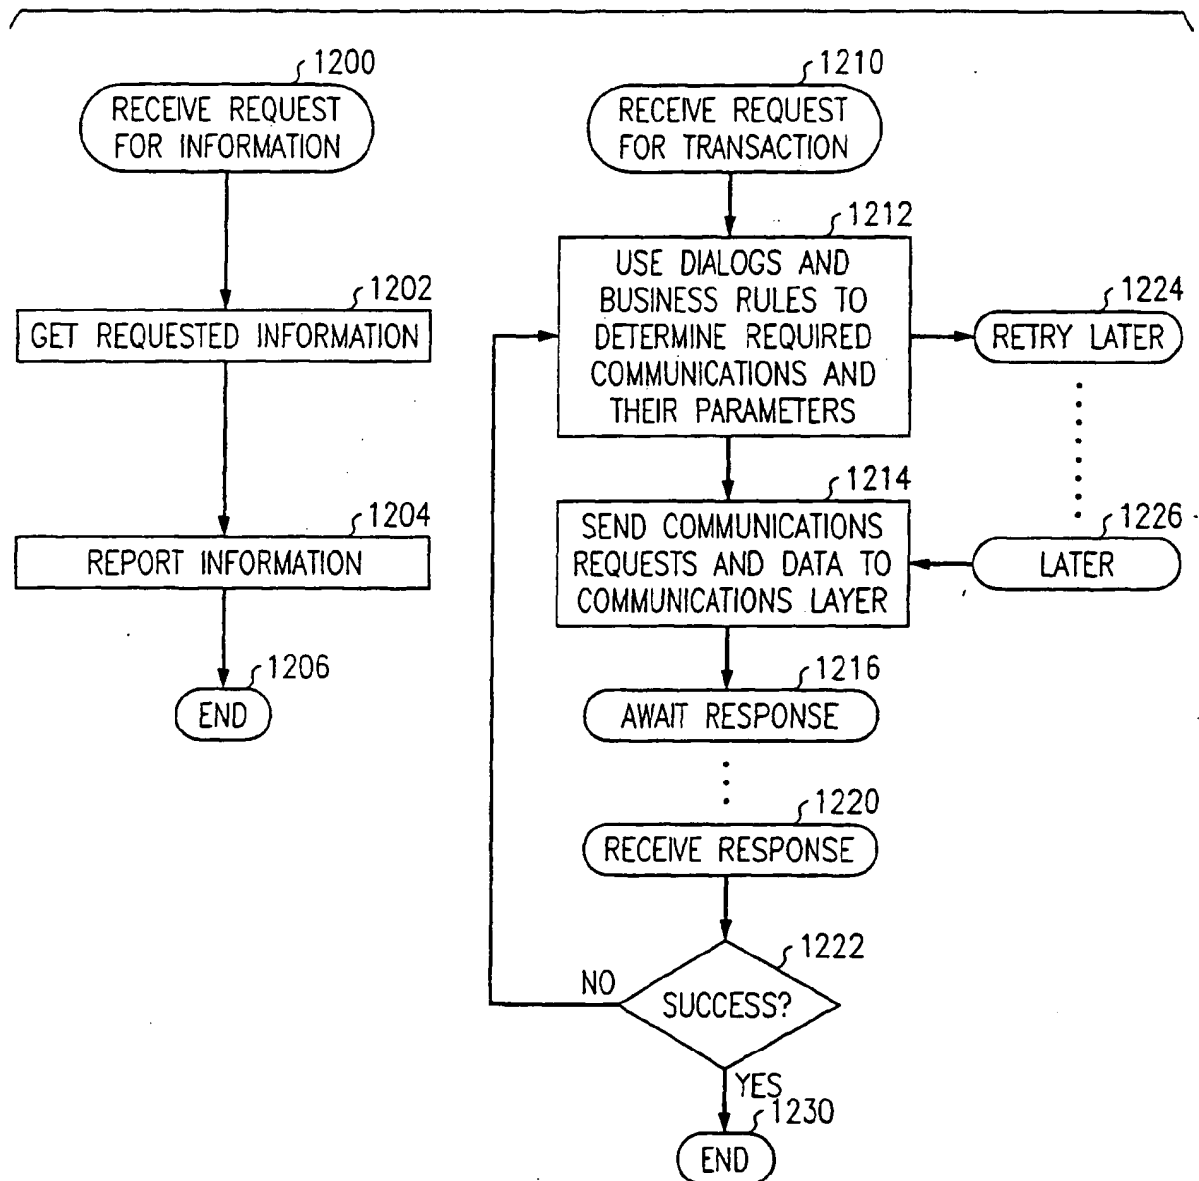 1200
RECEIVE REQUEST
FOR INFORMATION
1202
GET REQUESTED INFORMATION
1204
REPORT INFORMATION
1206
END
1210
RECEIVE REQUEST
FOR TRANSACTION
1212
USE DIALOGS AND
BUSINESS RULES TO
DETERMINE REQUIRED
COMMUNICATIONS AND
THEIR PARAMETERS
1224
RETRY LATER
1214
SEND COMMUNICATIONS
REQUESTS AND DATA TO
COMMUNICATIONS LAYER
1226
LATER
1216
AWAIT RESPONSE
1220
RECEIVE RESPONSE
1222
SUCCESS?
NO
YES
1230
END